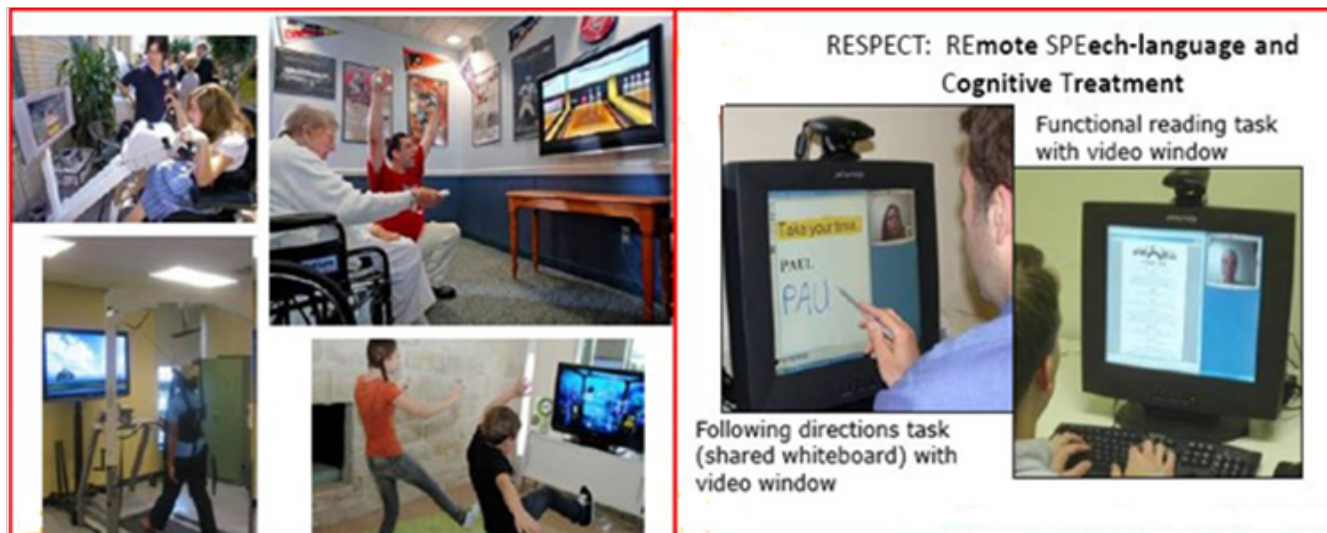 RESPECT: REmote SPEech-language and
Cognitive Treatment
Functional reading task
with video window
Take your time.
PAUL
PAU
Following directions task
(shared whiteboard) with
video window